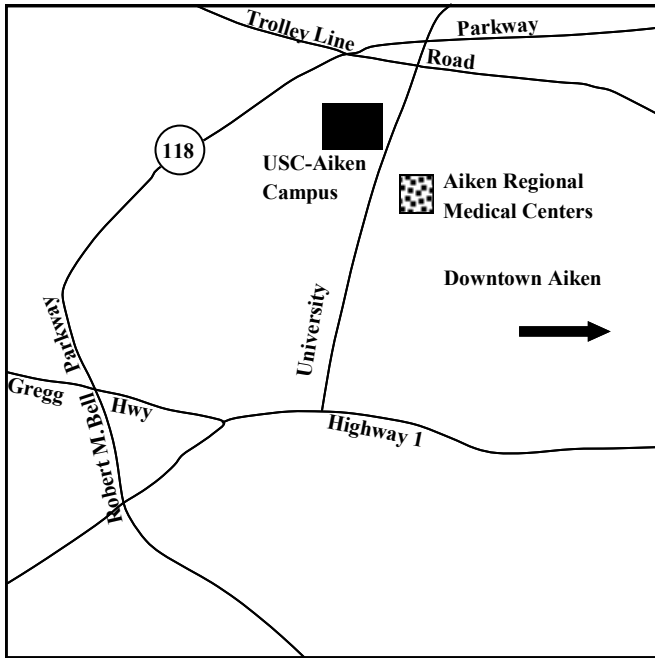 Trolley Line
Road
Parkway
118
USC-Aiken
Campus
Aiken Regional
Medical Centers
Downtown Aiken
University
Parkway
Gregg
Hwy
Robert M. Bell
Highway 1